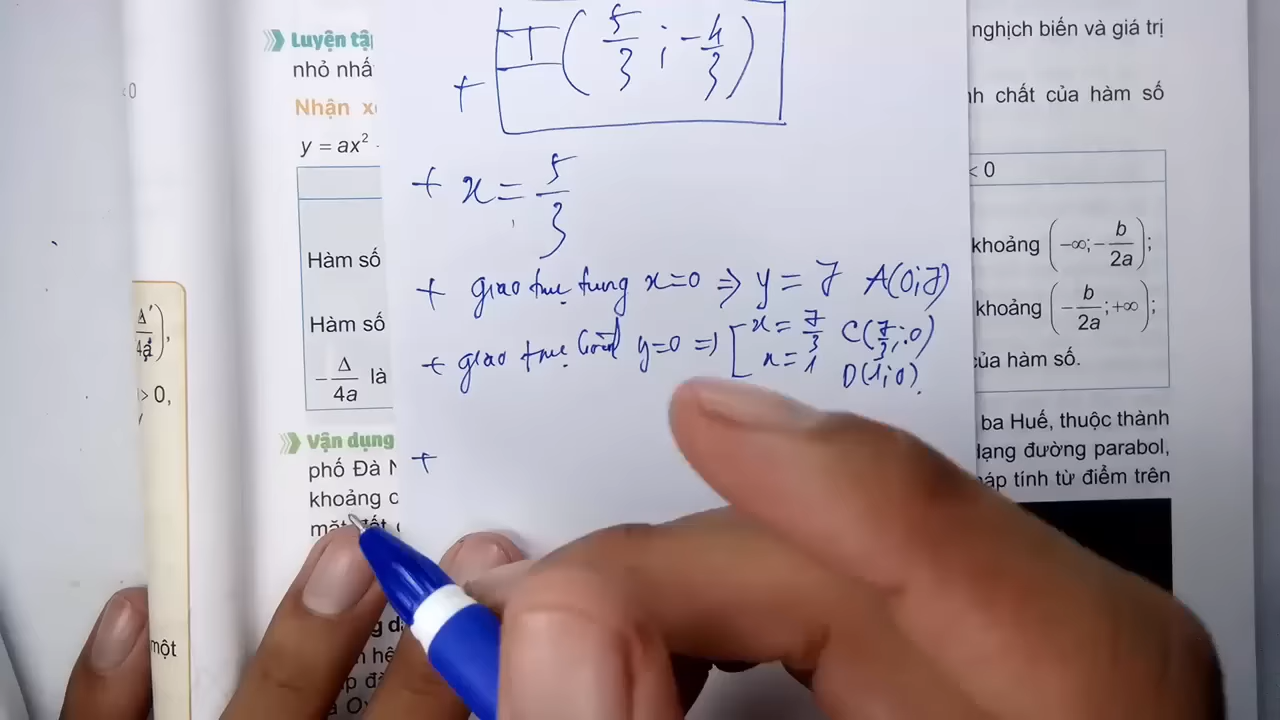 <0
Luyện tậ
nhỏ nhấ
Nhận x
y = ax²
Hàm số
Hàm số
-Δ/4a là
Vận dụng
phố Đà N
khoảng c
một
> 0,
+ I(5/3; -4/3)
+ x = 5/3
+ giao trục tung x=0 ⇒ y = 7 A(0;7)
+ giao trục hoành y=0 ⇒ [x = 7/3 C(7/3;0)
x = 1 D(1;0)
+
nghịch biến và giá trị
chất của hàm số
< 0
khoảng (-∞; -b/2a);
khoảng (-b/2a; +∞);
của hàm số.
ba Huế, thuộc thành
đường parabol,
tính từ điểm trên